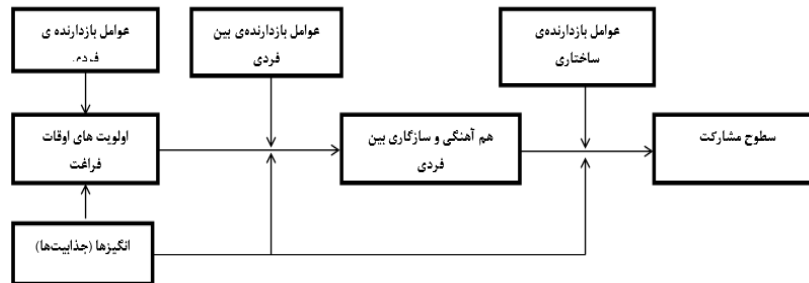 عوامل بازدارنده ی
فردی
عوامل بازدارنده‌ی بین
فردی
عوامل بازدارنده‌ی
ساختاری
اولویت های اوقات
فراغت
هم آهنگی و سازگاری بین
فردی
سطوح مشارکت
انگیزها (جذابیت‌ها)